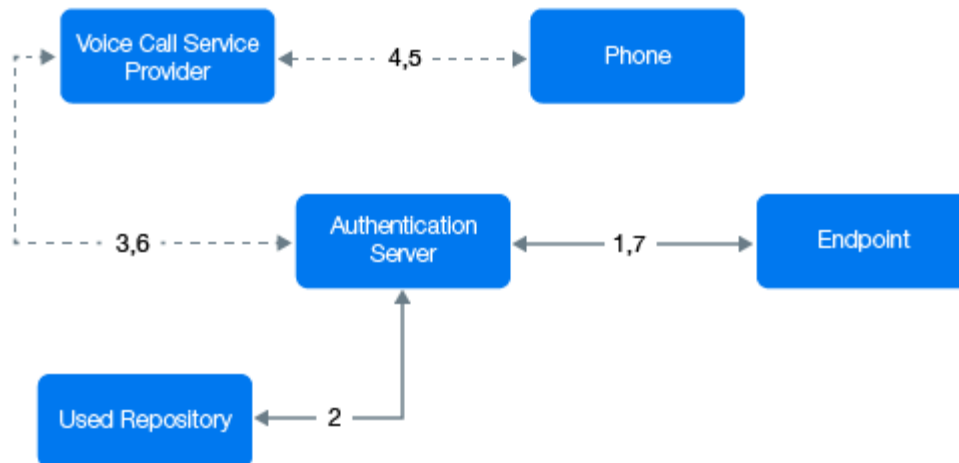 Voice Call Service
Provider
4,5
Phone
3,6
Authentication
Server
1,7
Endpoint
Used Repository
2